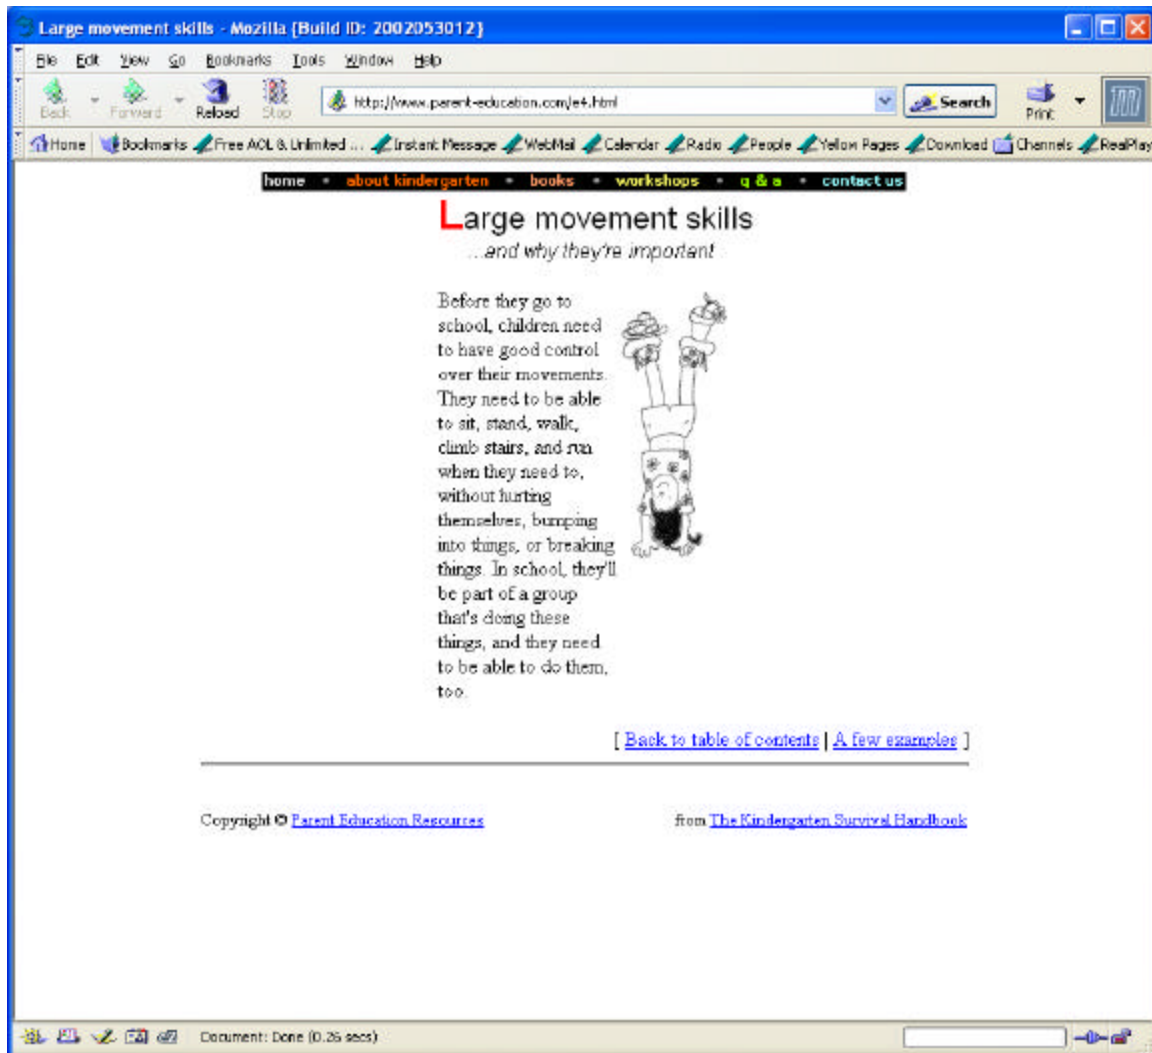 Large movement skills - Mozilla {Build ID: 2002053012}
File Edit View Go Bookmarks Tools Window Help
Back Forward Reload Stop http://www.parent-education.com/e4.html Search Print
Home Bookmarks Free AOL & Unlimited ... Instant Message WebMail Calendar Radio People Yellow Pages Download Channels RealPlay
home • about kindergarten • books • workshops • q & a • contact us
Large movement skills
...and why they're important
Before they go to
school, children need
to have good control
over their movements.
They need to be able
to sit, stand, walk,
climb stairs, and run
when they need to,
without hurting
themselves, bumping
into things, or breaking
things. In school, they'll
be part of a group
that's doing these
things, and they need
to be able to do them,
too.
[ Back to table of contents | A few examples ]
Copyright © Parent Education Resources from The Kindergarten Survival Handbook
Document: Done (0.26 secs)